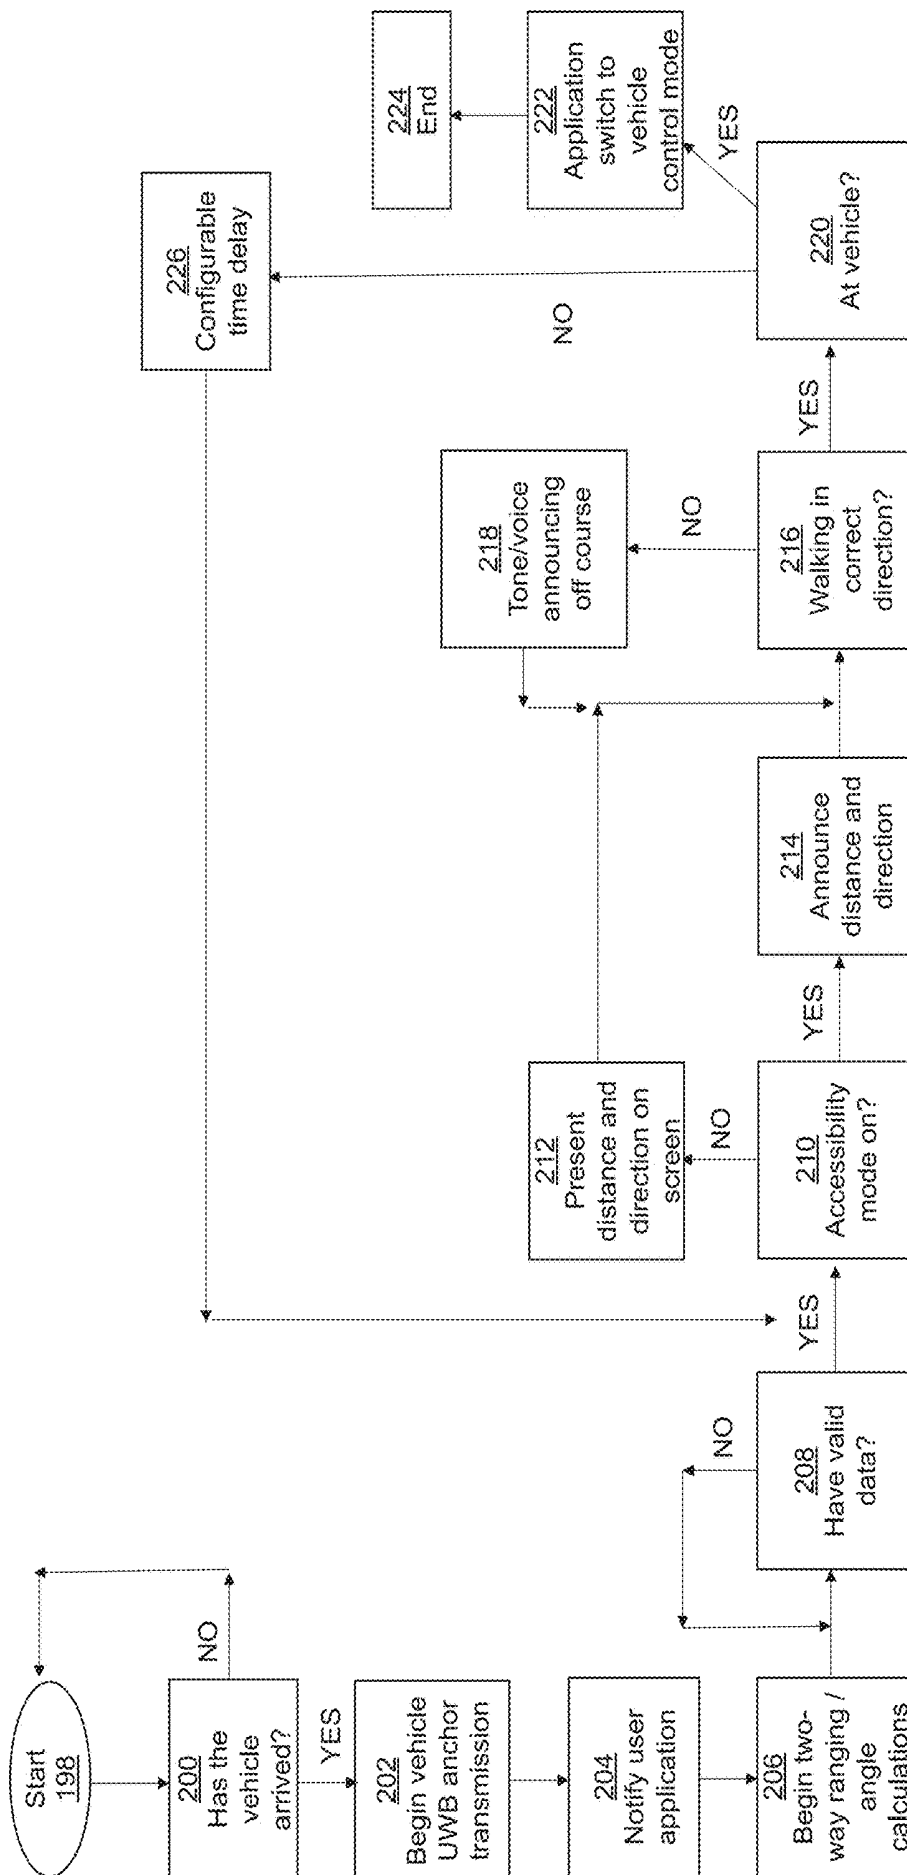 Start
198
200
Has the
vehicle
arrived?
NO
YES
202
Begin vehicle
UWB anchor
transmission
204
Notify user
application
206
Begin two-
way ranging /
angle
calculations
208
Have valid
data?
NO
YES
210
Accessibility
mode on?
NO
212
Present
distance and
direction on
screen
YES
214
Announce
distance and
direction
216
Walking in
correct
direction?
NO
218
Tone/voice
announcing
off course
YES
220
At vehicle?
NO
226
Configurable
time delay
YES
222
Application
switch to
vehicle
control mode
224
End